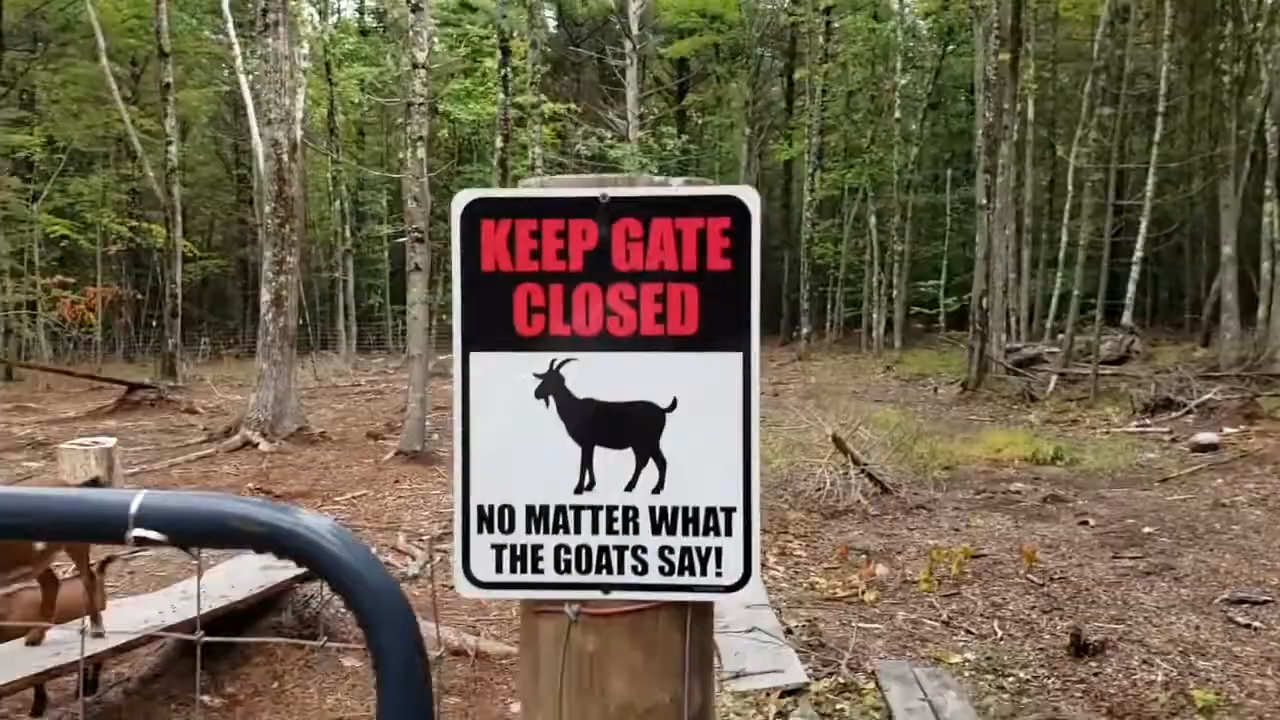 KEEP GATE
CLOSED
NO MATTER WHAT
THE GOATS SAY!